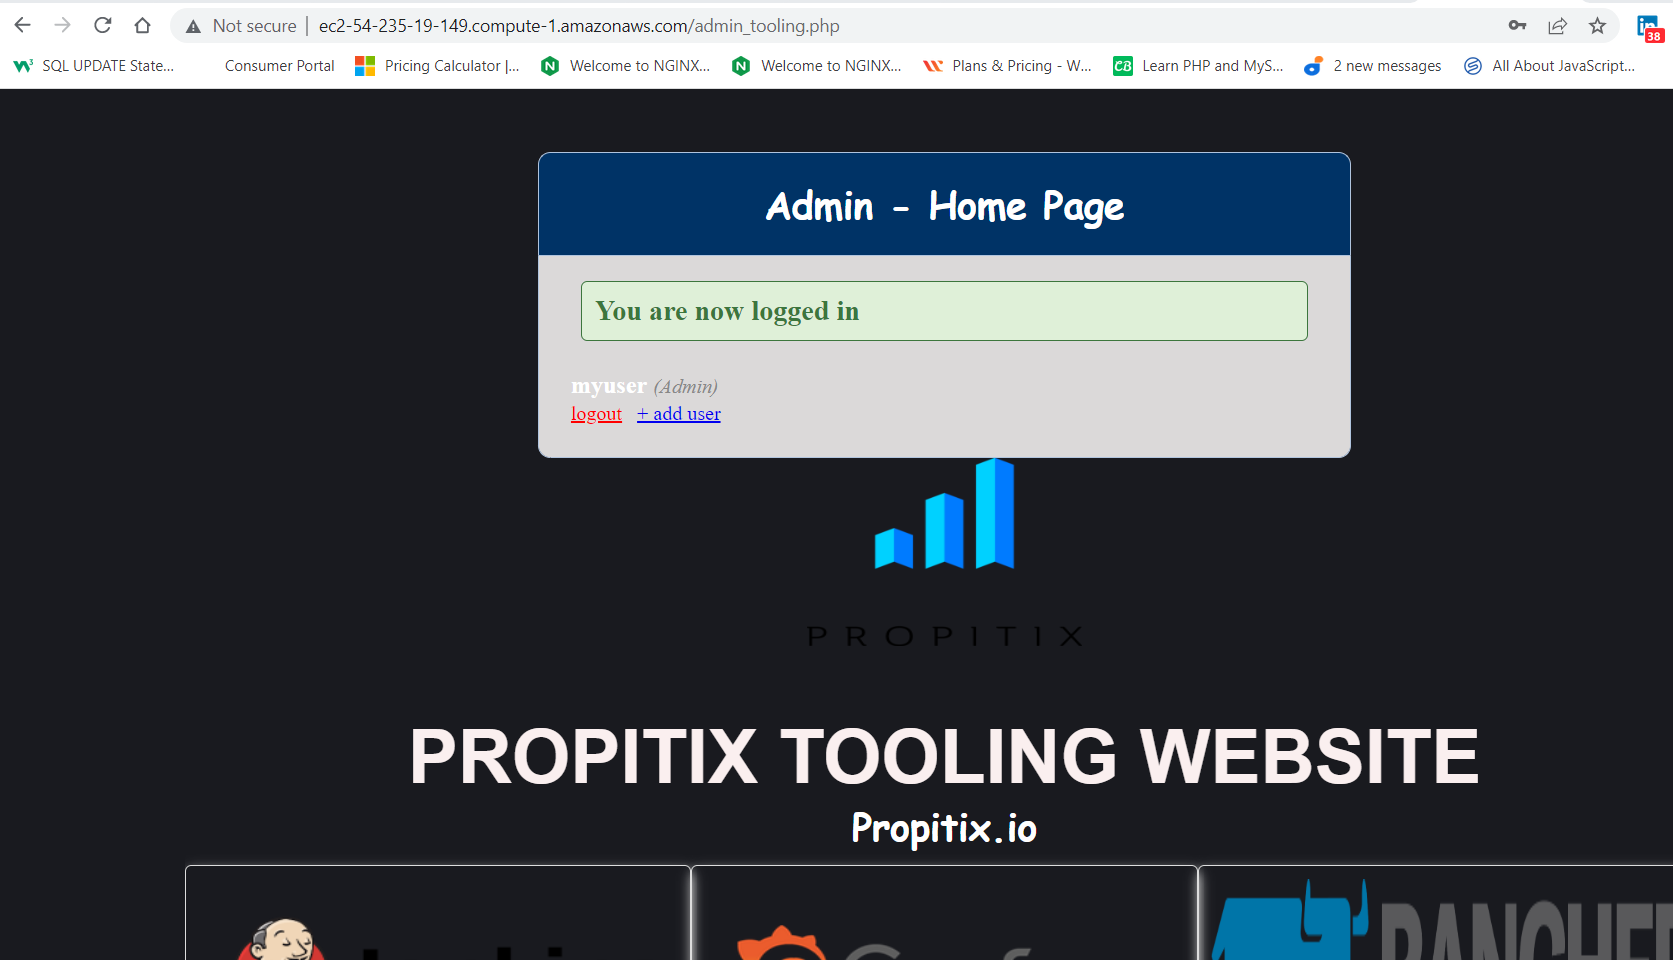 Not secure | ec2-54-235-19-149.compute-1.amazonaws.com/admin_tooling.php
38
SQL UPDATE State... Consumer Portal Pricing Calculator |... Welcome to NGINX... Welcome to NGINX... Plans & Pricing - W... CB Learn PHP and MyS... 2 new messages All About JavaScript...
Admin - Home Page
You are now logged in
myuser (Admin)
logout + add user
PROPITIX
PROPITIX TOOLING WEBSITE
Propitix.io